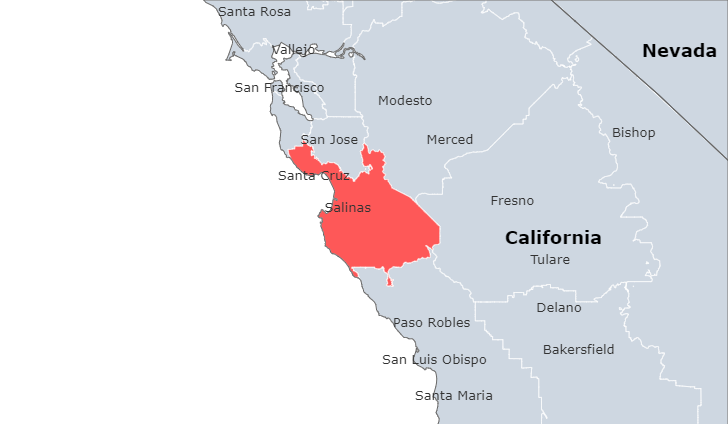 Santa Rosa
Vallejo
Nevada
San Francisco
Modesto
Bishop
San Jose
Merced
Santa Cruz
Salinas
Fresno
California
Tulare
Delano
Paso Robles
Bakersfield
San Luis Obispo
Santa Maria